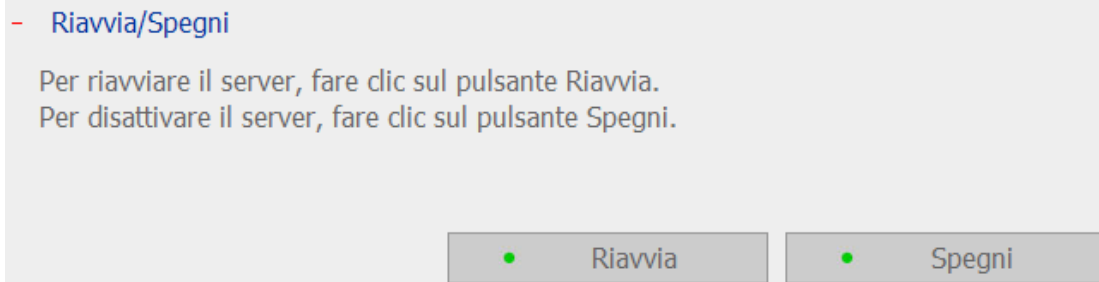 - Riavvia/Spegni
Per riavviare il server, fare clic sul pulsante Riavvia.
Per disattivare il server, fare clic sul pulsante Spegni.
• Riavvia
• Spegni